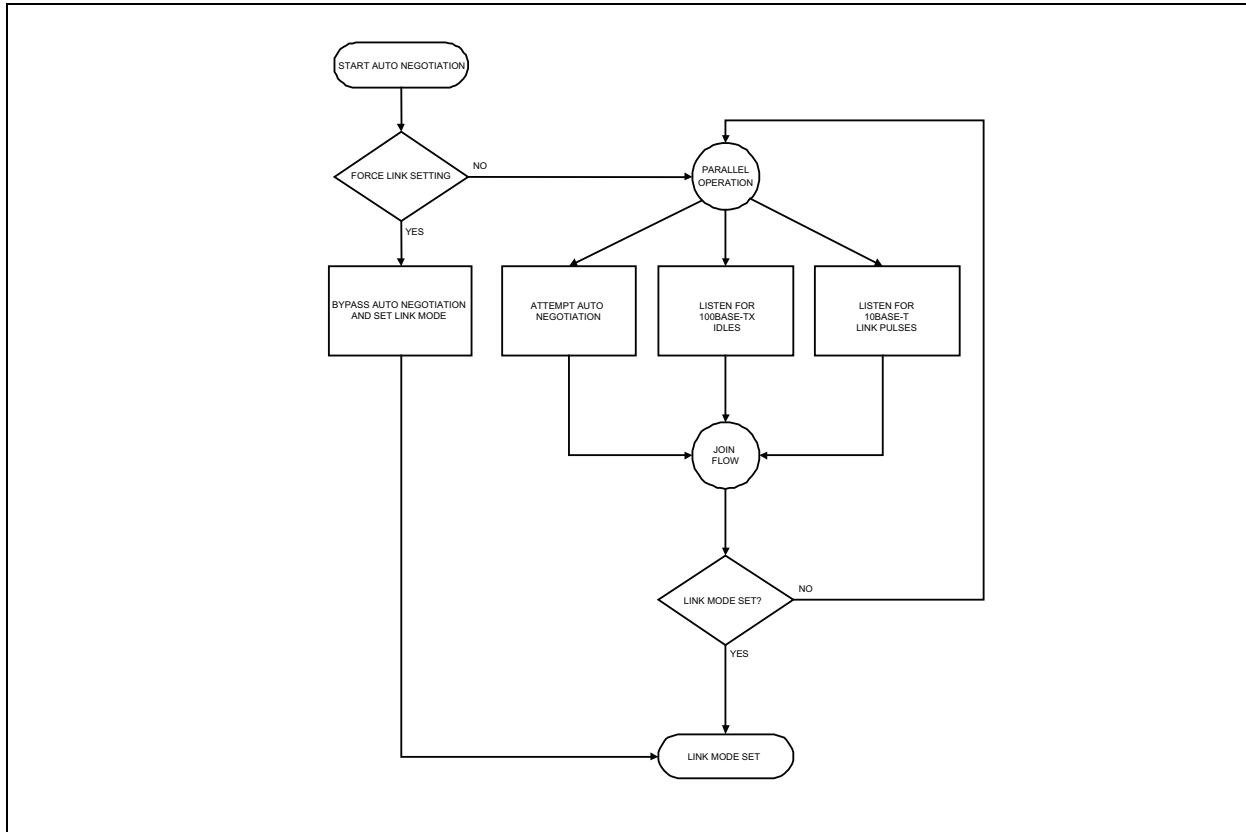 START AUTO NEGOTIATION
FORCE LINK SETTING
NO
PARALLEL
OPERATION
YES
BYPASS AUTO NEGOTIATION
AND SET LINK MODE
ATTEMPT AUTO
NEGOTIATION
LISTEN FOR
100BASE-TX
IDLES
LISTEN FOR
10BASE-T
LINK PULSES
JOIN
FLOW
LINK MODE SET?
NO
YES
LINK MODE SET